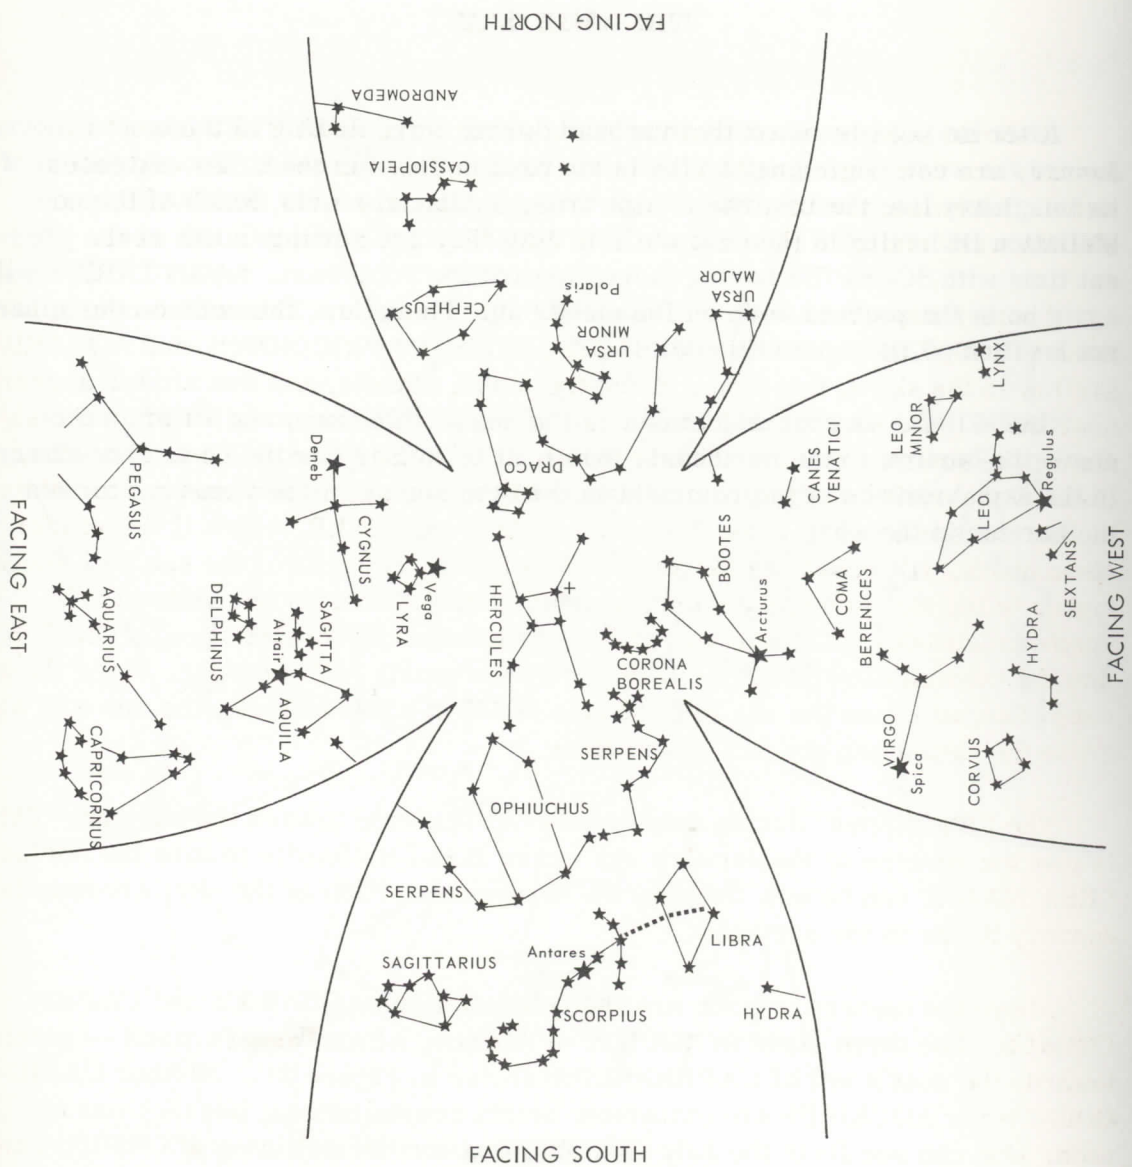 FACING NORTH
ANDROMEDA
CASSIOPEIA
CEPHEUS
Polaris
URSA
MINOR
URSA
MAJOR
DRACO
LYNX
LEO
MINOR
CANES
VENATICI
LEO
Regulus
SEXTANS
COMA
BERENICES
HYDRA
VIRGO
Spica
CORVUS
FACING WEST
BOOTES
Arcturus
CORONA
BOREALIS
HERCULES
SERPENS
OPHIUCHUS
SERPENS
PEGASUS
Deneb
CYGNUS
LYRA
Vega
DELPHINUS
SAGITTA
Altair
AQUILA
AQUARIUS
CAPRICORNUS
FACING EAST
LIBRA
Antares
SAGITTARIUS
SCORPIUS
HYDRA
FACING SOUTH